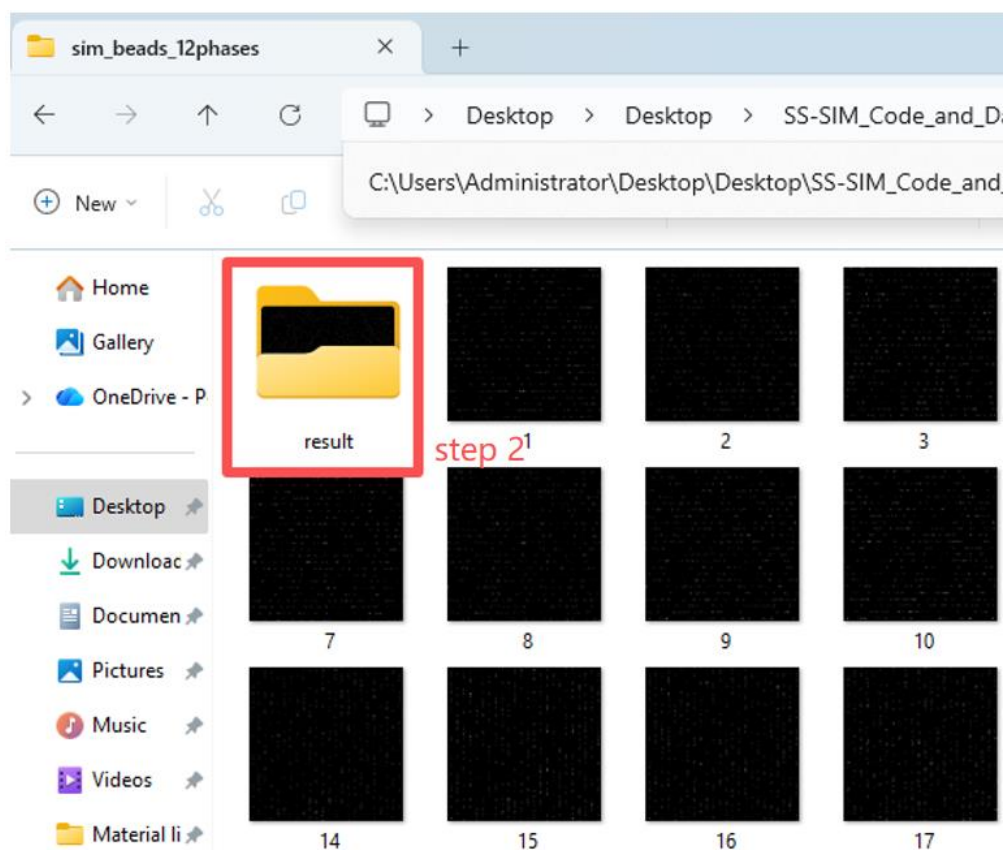 sim_beads_12phases
Desktop > Desktop > SS-SIM_Code_and_Da
C:\Users\Administrator\Desktop\Desktop\SS-SIM_Code_and_
New
Home
Gallery
OneDrive - P
result
step 2
1
2
3
Desktop
Downloac
Documen
7
8
9
10
Pictures
Music
Videos
Material li
14
15
16
17